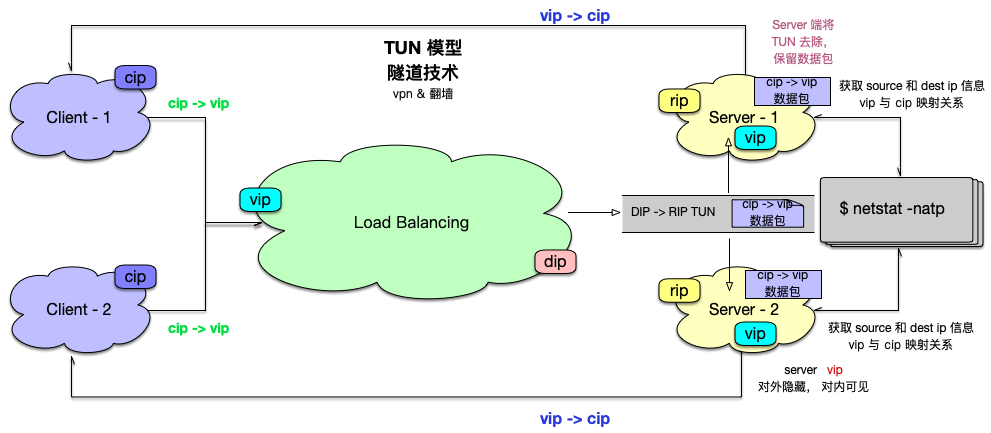 vip -> cip
TUN 模型
隧道技术
vpn & 翻墙
Server 端将
TUN 去除，
保留数据包
cip
Client - 1
cip -> vip
rip
cip -> vip
数据包
Server - 1
vip
获取 source 和 dest ip 信息
vip 与 cip 映射关系
vip
Load Balancing
dip
DIP -> RIP TUN
cip -> vip
数据包
$ netstat -natp
cip
Client - 2
cip -> vip
rip
cip -> vip
数据包
Server - 2
vip
获取 source 和 dest ip 信息
vip 与 cip 映射关系
server vip
对外隐藏， 对内可见
vip -> cip